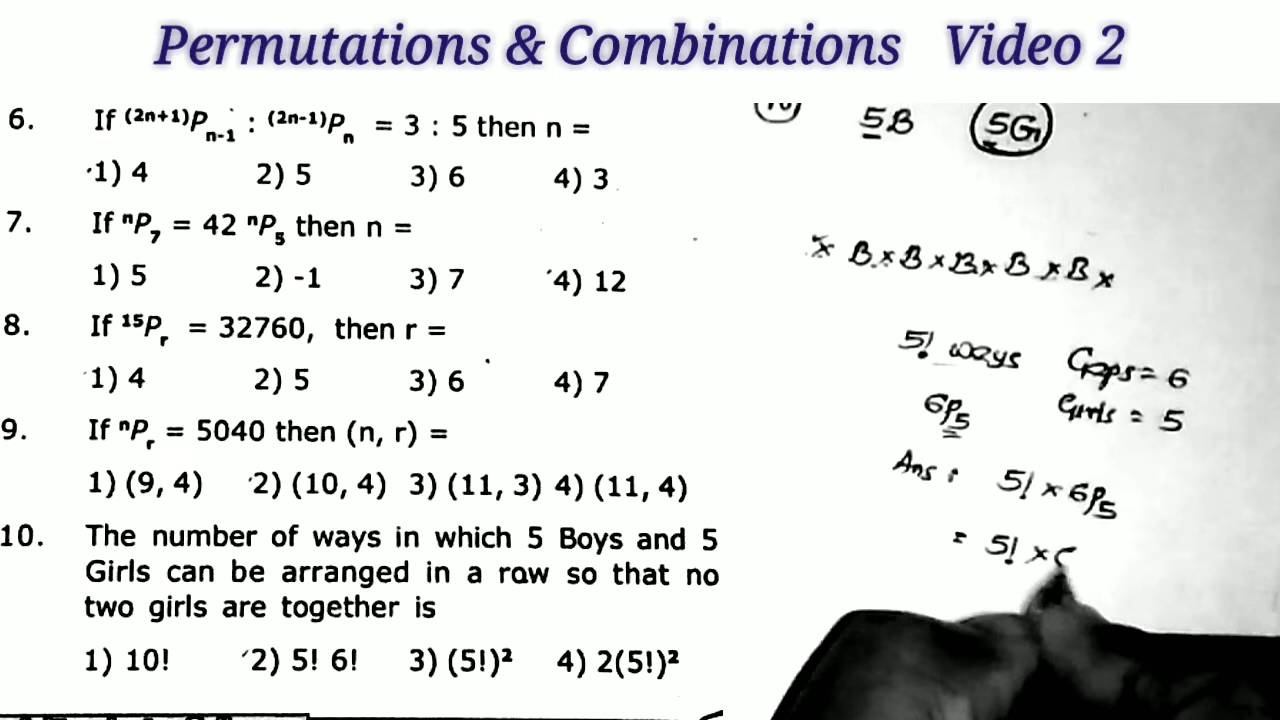 Permutations & Combinations Video 2
6. If (2n+1)Pn-1 : (2n-1)Pn = 3 : 5 then n =
1) 4 2) 5 3) 6 4) 3
7. If nP7 = 42 nP5 then n =
1) 5 2) -1 3) 7 4) 12
8. If 15Pr = 32760, then r =
1) 4 2) 5 3) 6 4) 7
9. If nPr = 5040 then (n, r) =
1) (9, 4) 2) (10, 4) 3) (11, 3) 4) (11, 4)
10. The number of ways in which 5 Boys and 5
Girls can be arranged in a row so that no
two girls are together is
1) 10! 2) 5! 6! 3) (5!)² 4) 2(5!)²
5B 5G
× B × B × B × B × B ×
5! ways Gaps = 6
6P5 Girls = 5
Ans : 5! × 6P5
= 5! ×